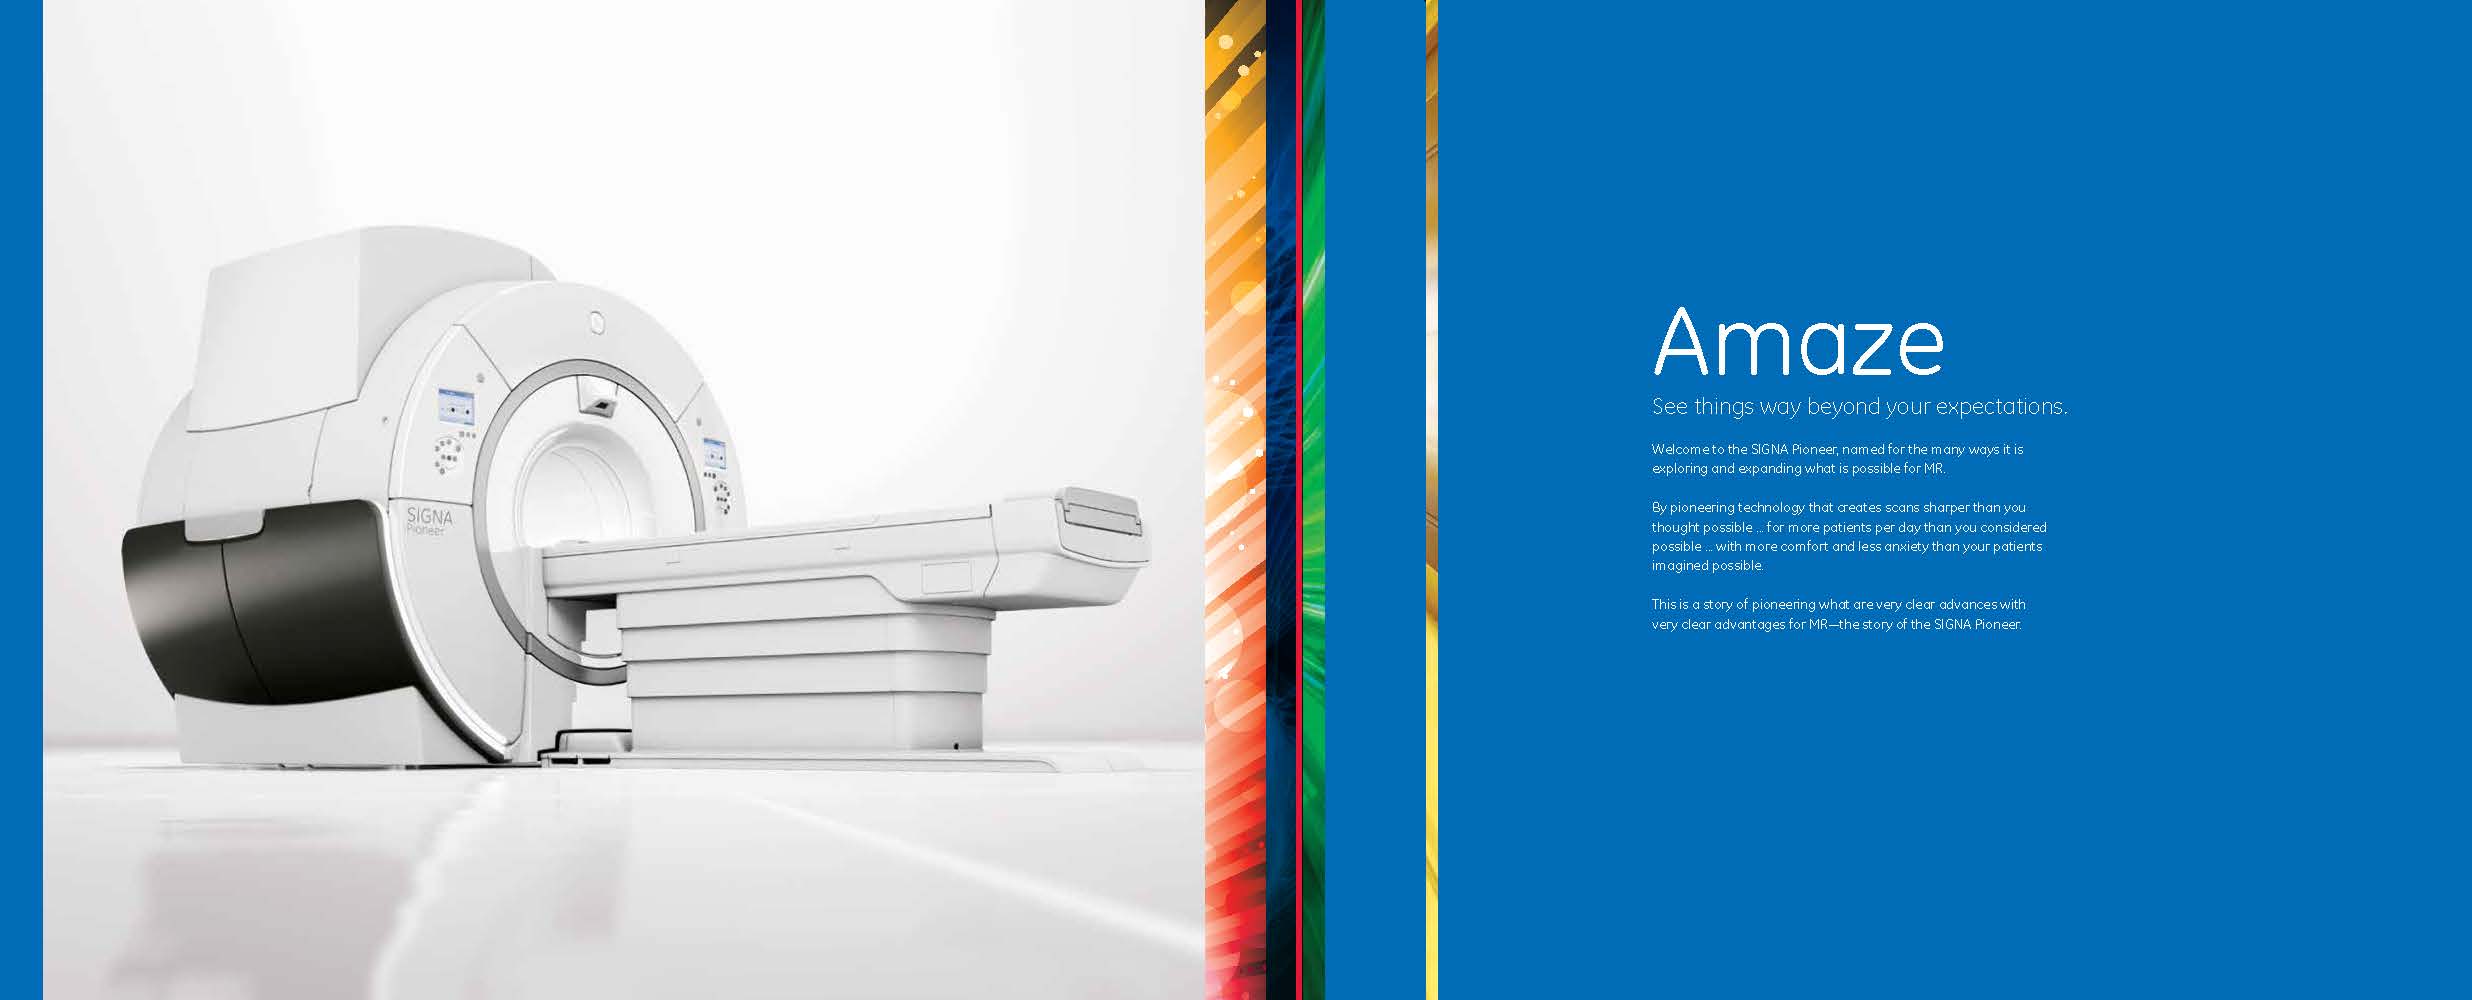 SIGNA
Pioneer
Amaze
See things way beyond your expectations.
Welcome to the SIGNA Pioneer, named for the many ways it is
exploring and expanding what is possible for MR.
By pioneering technology that creates scans sharper than you
thought possible ... for more patients per day than you considered
possible ... with more comfort and less anxiety than your patients
imagined possible.
This is a story of pioneering what are very clear advances with
very clear advantages for MR—the story of the SIGNA Pioneer.